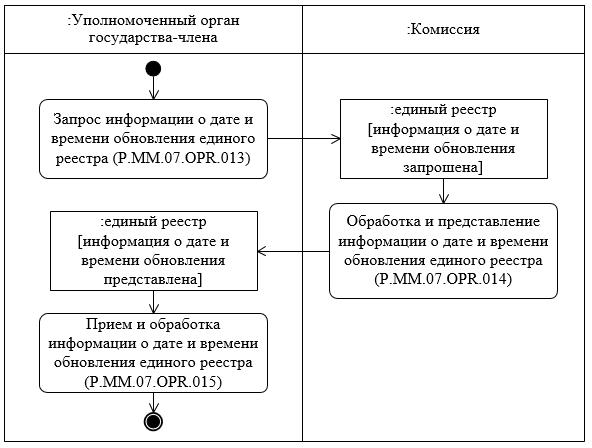 :Уполномоченный орган
государства-члена
:Комиссия
Запрос информации о дате и
времени обновления единого
реестра (P.MM.07.OPR.013)
:единый реестр
[информация о дате и
времени обновления
запрошена]
Обработка и представление
информации о дате и времени
обновления единого реестра
(P.MM.07.OPR.014)
:единый реестр
[информация о дате и
времени обновления
представлена]
Прием и обработка
информации о дате и времени
обновления единого реестра
(P.MM.07.OPR.015)